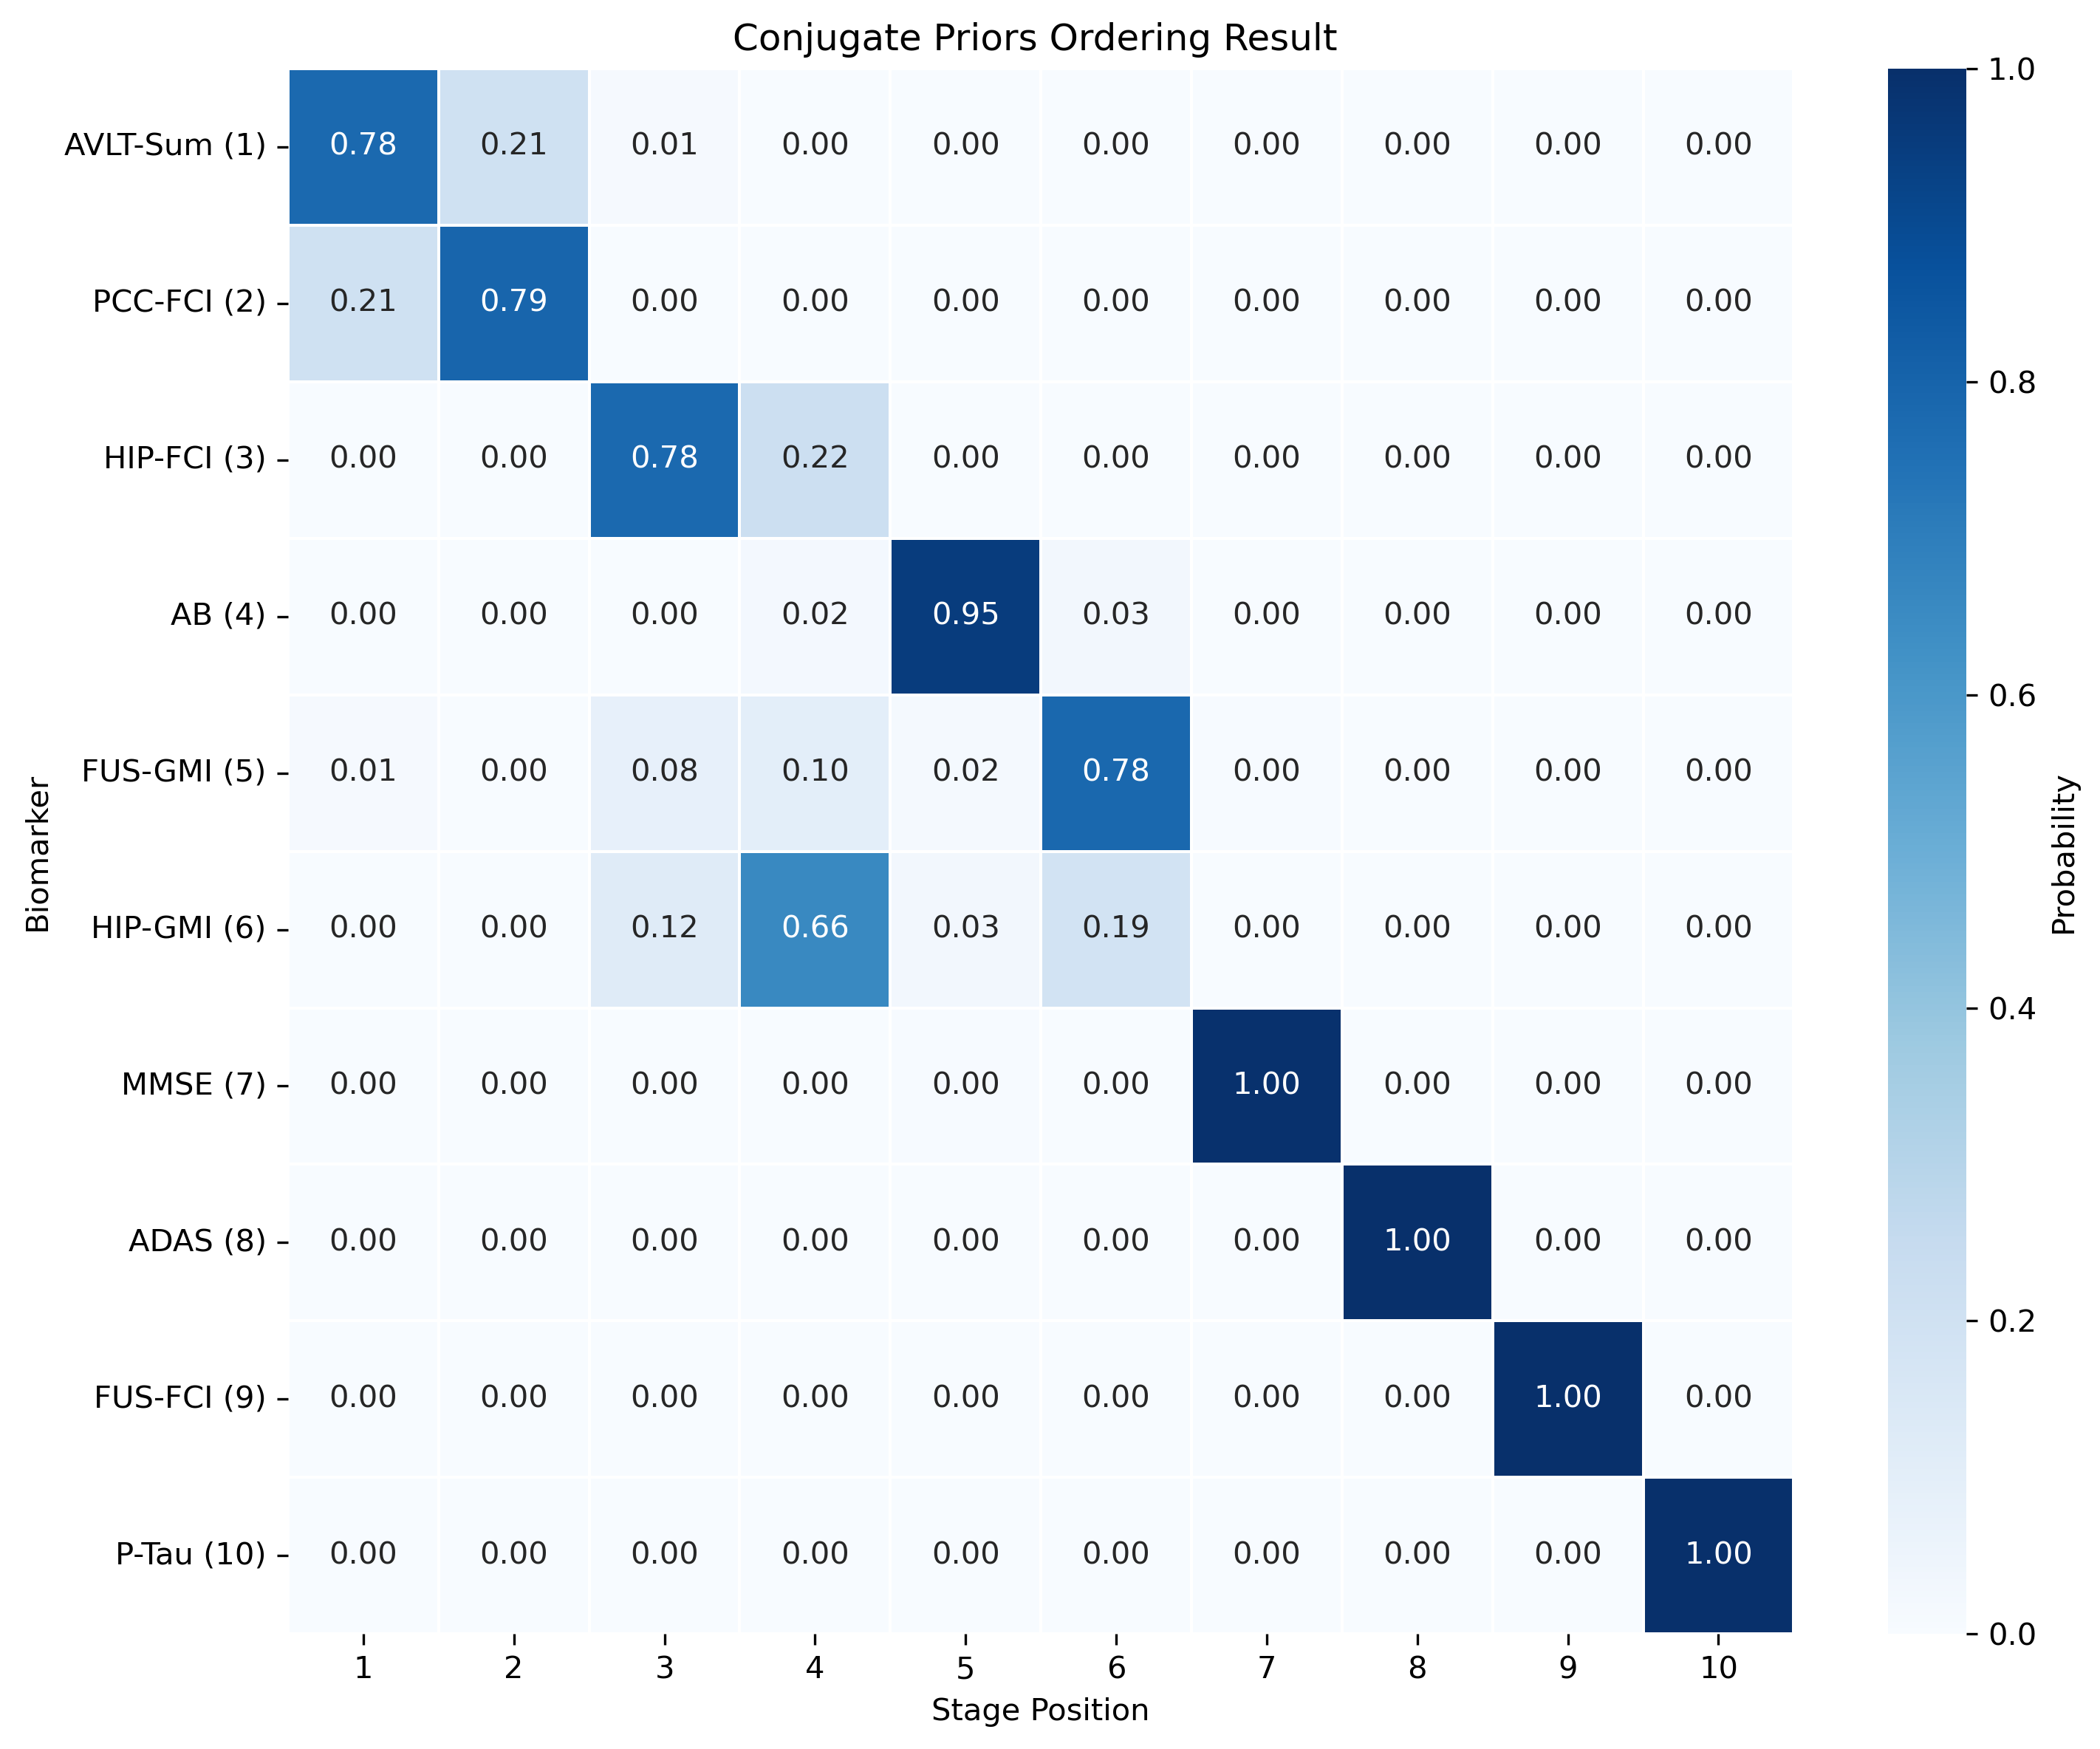 Conjugate Priors Ordering Result
AVLT-Sum (1) 0.78 0.21 0.01 0.00 0.00 0.00 0.00 0.00 0.00 0.00
PCC-FCI (2) 0.21 0.79 0.00 0.00 0.00 0.00 0.00 0.00 0.00 0.00
HIP-FCI (3) 0.00 0.00 0.78 0.22 0.00 0.00 0.00 0.00 0.00 0.00
AB (4) 0.00 0.00 0.00 0.02 0.95 0.03 0.00 0.00 0.00 0.00
FUS-GMI (5) 0.01 0.00 0.08 0.10 0.02 0.78 0.00 0.00 0.00 0.00
HIP-GMI (6) 0.00 0.00 0.12 0.66 0.03 0.19 0.00 0.00 0.00 0.00
MMSE (7) 0.00 0.00 0.00 0.00 0.00 0.00 1.00 0.00 0.00 0.00
ADAS (8) 0.00 0.00 0.00 0.00 0.00 0.00 0.00 1.00 0.00 0.00
FUS-FCI (9) 0.00 0.00 0.00 0.00 0.00 0.00 0.00 0.00 1.00 0.00
P-Tau (10) 0.00 0.00 0.00 0.00 0.00 0.00 0.00 0.00 0.00 1.00
1 2 3 4 5 6 7 8 9 10
Stage Position
Biomarker
1.0
0.8
0.6
0.4
0.2
0.0
Probability